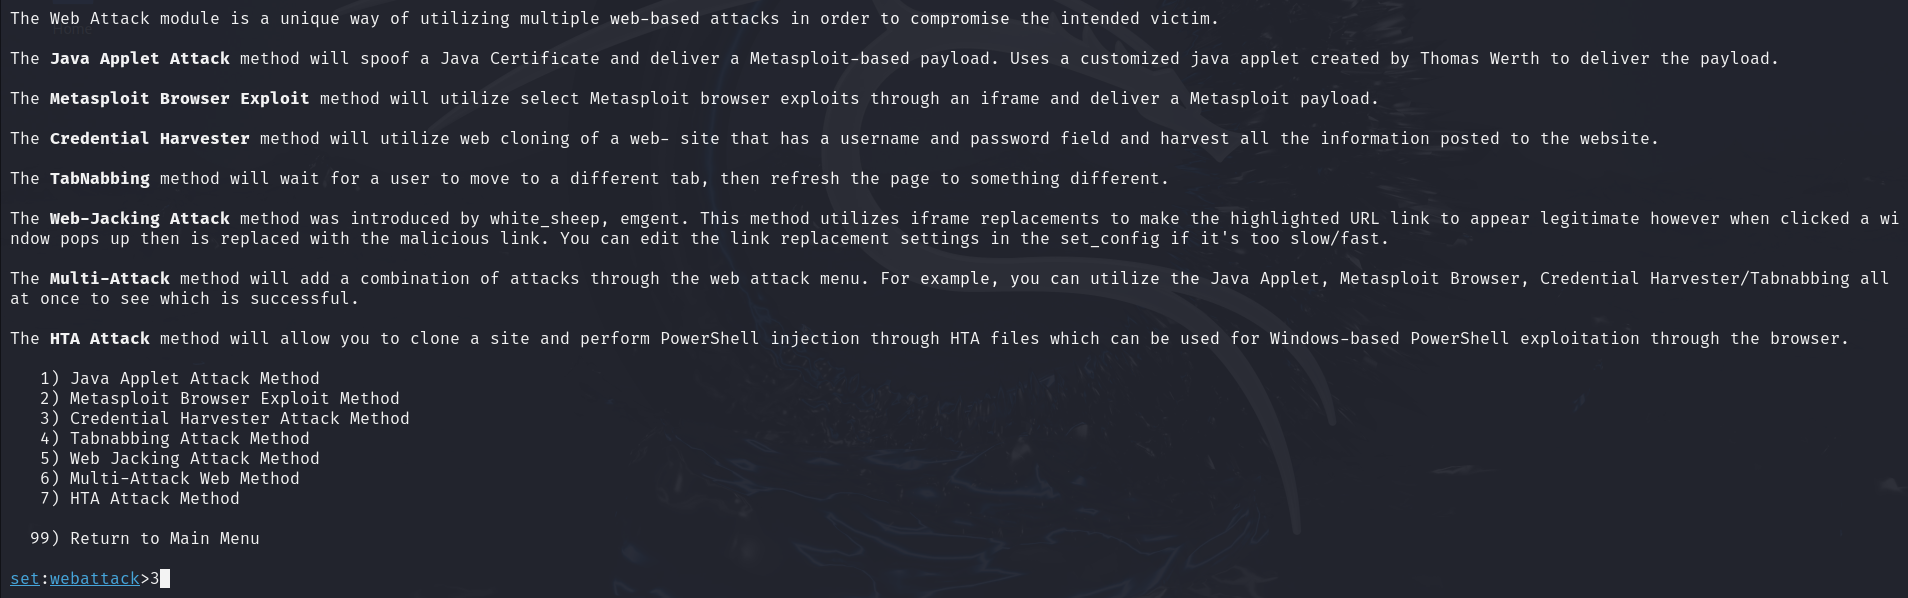 The Web Attack module is a unique way of utilizing multiple web-based attacks in order to compromise the intended victim.
Home
The Java Applet Attack method will spoof a Java Certificate and deliver a Metasploit-based payload. Uses a customized java applet created by Thomas Werth to deliver the payload.
The Metasploit Browser Exploit method will utilize select Metasploit browser exploits through an iframe and deliver a Metasploit payload.
The Credential Harvester method will utilize web cloning of a web- site that has a username and password field and harvest all the information posted to the website.
The TabNabbing method will wait for a user to move to a different tab, then refresh the page to something different.
The Web-Jacking Attack method was introduced by white_sheep, emgent. This method utilizes iframe replacements to make the highlighted URL link to appear legitimate however when clicked a wi
ndow pops up then is replaced with the malicious link. You can edit the link replacement settings in the set_config if it's too slow/fast.
The Multi-Attack method will add a combination of attacks through the web attack menu. For example, you can utilize the Java Applet, Metasploit Browser, Credential Harvester/Tabnabbing all
at once to see which is successful.
The HTA Attack method will allow you to clone a site and perform PowerShell injection through HTA files which can be used for Windows-based PowerShell exploitation through the browser.
1) Java Applet Attack Method
2) Metasploit Browser Exploit Method
3) Credential Harvester Attack Method
4) Tabnabbing Attack Method
5) Web Jacking Attack Method
6) Multi-Attack Web Method
7) HTA Attack Method
99) Return to Main Menu
set:webattack>3